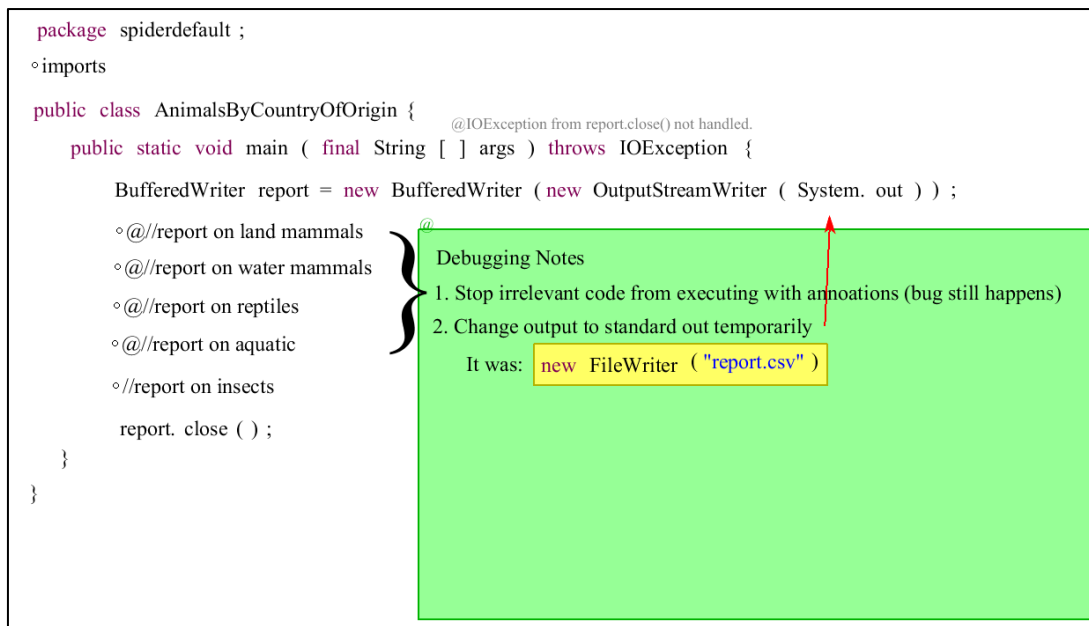 package spiderdefault ;
imports
public class AnimalsByCountryOfOrigin {
@IOException from report.close() not handled.
public static void main ( final String [ ] args ) throws IOException {
BufferedWriter report = new BufferedWriter ( new OutputStreamWriter ( System. out ) ) ;
@//report on land mammals
@//report on water mammals
@//report on reptiles
@//report on aquatic
//report on insects
report. close ( ) ;
}
}
@
Debugging Notes
1. Stop irrelevant code from executing with annoations (bug still happens)
2. Change output to standard out temporarily
It was: new FileWriter ( "report.csv" )